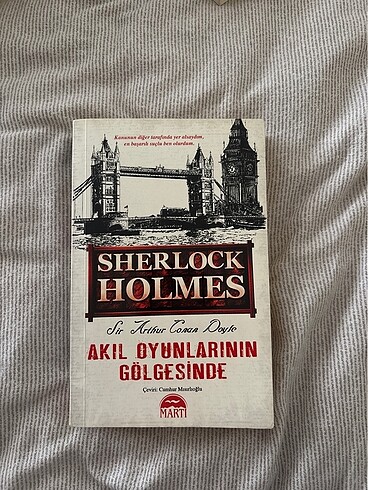 Kanunun diğer tarafında yer alsaydım,
en başarılı suçlu ben olurdum.
SHERLOCK
HOLMES
Sir Arthur Conan Doyle
AKIL OYUNLARININ
GÖLGESİNDE
Çeviri: Cumhur Mısırlıoğlu
MARTI